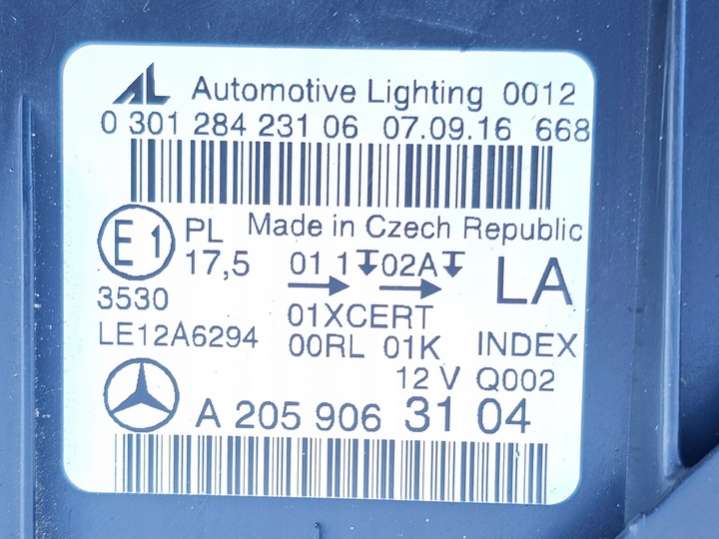 AL Automotive Lighting 0012
0 301 284 231 06 07.09.16 668
E1 PL Made in Czech Republic
17,5 01 1 02A LA
3530 01XCERT
LE12A6294 00RL 01K INDEX
12 V Q002
A 205 906 31 04